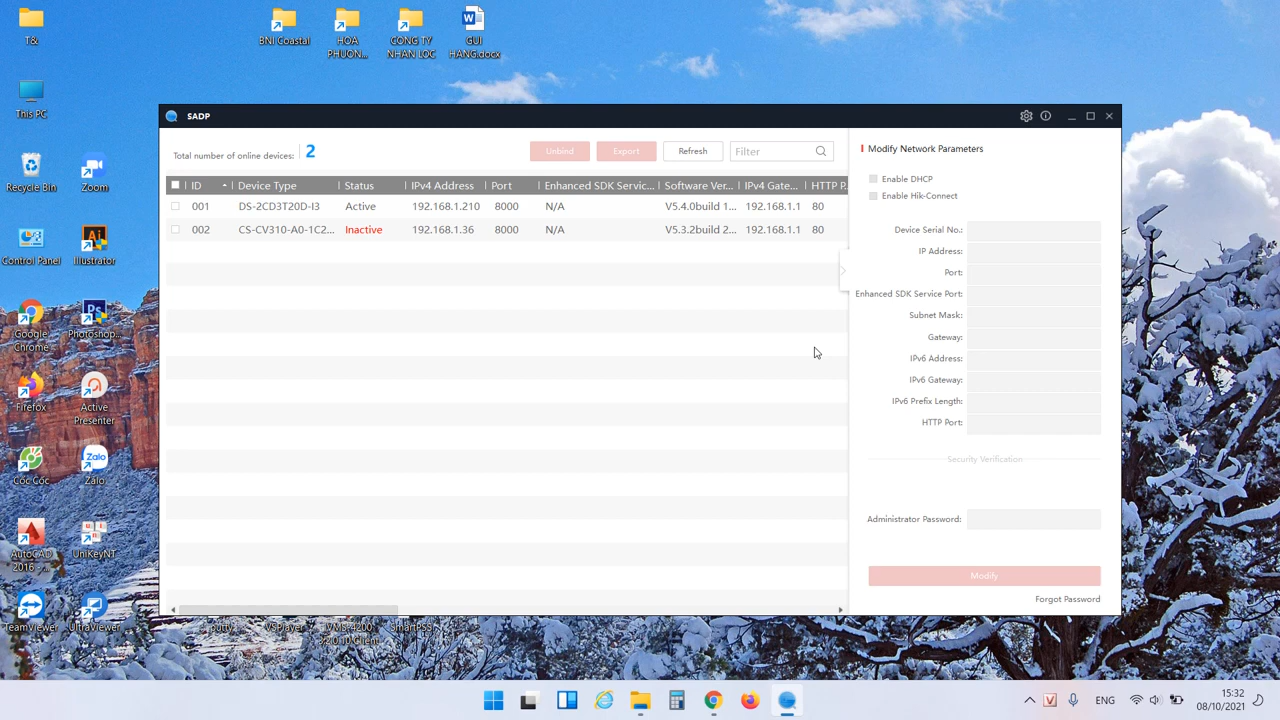 T&
BNI Coastal
HOA PHUON...
CONG TY NHAN LOC
GUI HANG.docx
This PC
Recycle Bin
Zoom
Control Panel
Illustrator
Google Chrome
Photoshop...
Firefox
Active Presenter
Cốc Cốc
Zalo
AutoCAD 2016 - ...
UniKeyNT
TeamViewer
UltraViewer
SADP
Total number of online devices: 2
Unbind
Export
Refresh
Filter
ID Device Type Status IPv4 Address Port Enhanced SDK Servic... Software Ver... IPv4 Gate... HTTP P...
001 CD3T20D-I3 Active 192.168.1.210 8000 N/A V5.4.0build 1... 192.168.1.1 80
002 CS-CV310-A0-1C2... Inactive 192.168.1.36 8000 N/A V5.3.2build 2... 192.168.1.1 80
Modify Network Parameters
Enable DHCP
Enable Hik-Connect
Device Serial No.:
IP Address:
Port:
Enhanced SDK Service Port:
Subnet Mask:
Gateway:
IPv6 Address:
IPv6 Gateway:
IPv6 Prefix Length:
HTTP Port:
Security Verification
Administrator Password:
Modify
Forgot Password
ENG
15:32
08/10/2021